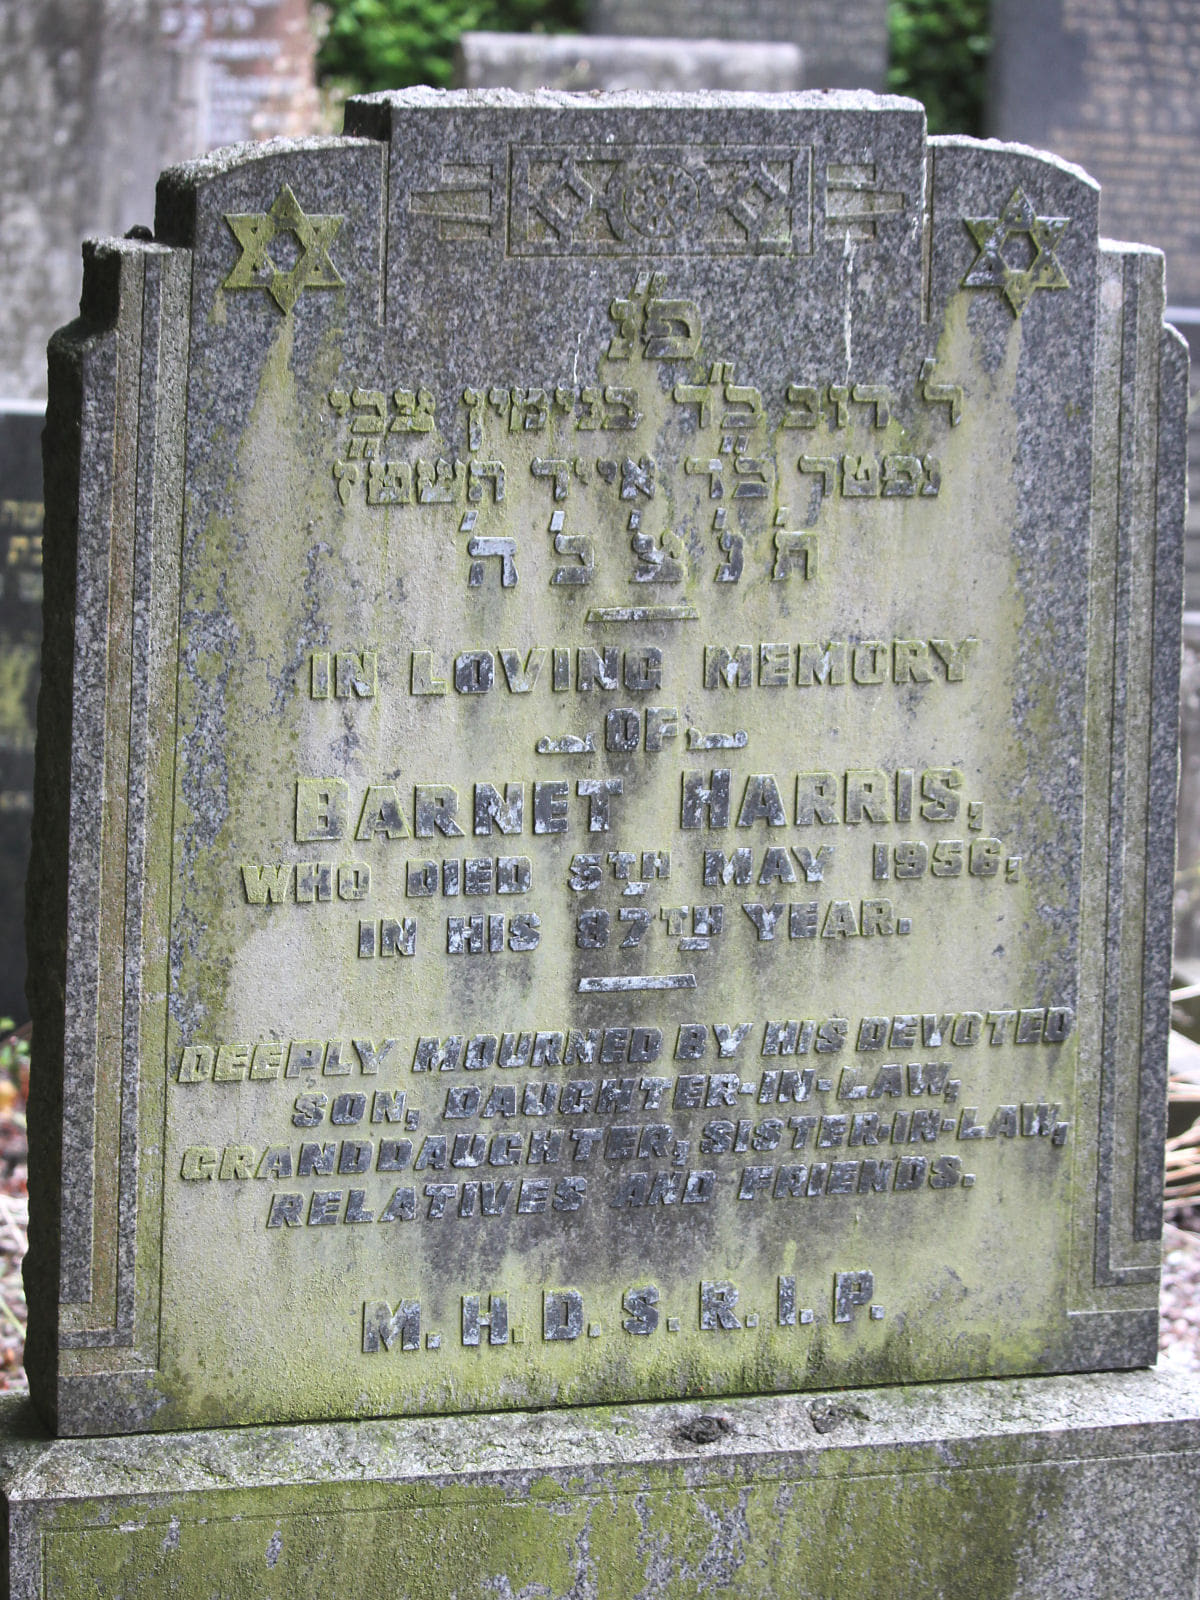 פ״נ
ר׳ דוב ב״ר בנימין צבי
נפטר כ״ד אייר תשט״ז
ת׳נ׳צ׳ב׳ה׳
IN LOVING MEMORY
OF
BARNET HARRIS,
WHO DIED 5TH MAY 1956,
IN HIS 87TH YEAR.
DEEPLY MOURNED BY HIS DEVOTED
SON, DAUGHTER-IN-LAW,
GRANDDAUGHTER, SISTER-IN-LAW,
RELATIVES AND FRIENDS.
M.H.D.S.R.I.P.